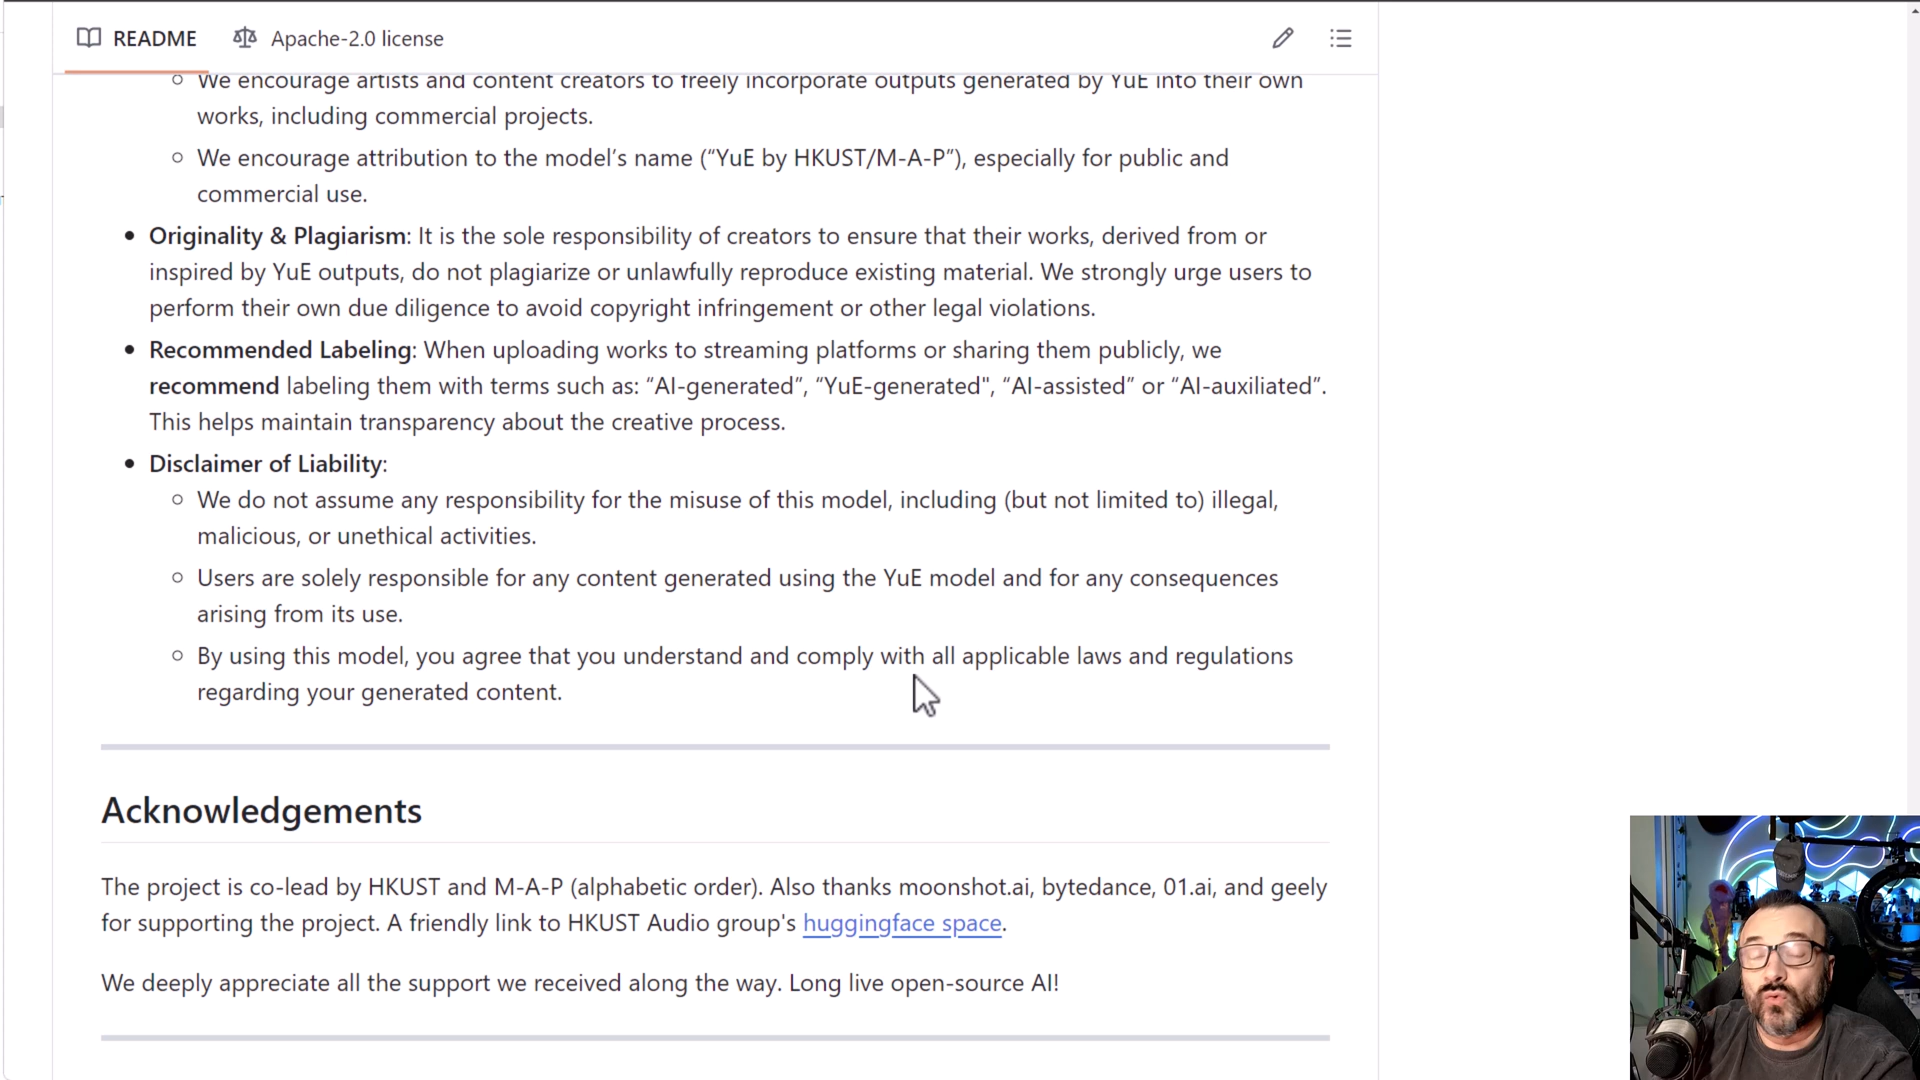 README
Apache-2.0 license
We encourage artists and content creators to freely incorporate outputs generated by YuE into their own
works, including commercial projects.
We encourage attribution to the model’s name (“YuE by HKUST/M-A-P”), especially for public and
commercial use.
Originality & Plagiarism: It is the sole responsibility of creators to ensure that their works, derived from or
inspired by YuE outputs, do not plagiarize or unlawfully reproduce existing material. We strongly urge users to
perform their own due diligence to avoid copyright infringement or other legal violations.
Recommended Labeling: When uploading works to streaming platforms or sharing them publicly, we
recommend labeling them with terms such as: “AI-generated”, “YuE-generated", “AI-assisted” or “AI-auxiliated”.
This helps maintain transparency about the creative process.
Disclaimer of Liability:
We do not assume any responsibility for the misuse of this model, including (but not limited to) illegal,
malicious, or unethical activities.
Users are solely responsible for any content generated using the YuE model and for any consequences
arising from its use.
By using this model, you agree that you understand and comply with all applicable laws and regulations
regarding your generated content.
Acknowledgements
The project is co-lead by HKUST and M-A-P (alphabetic order). Also thanks moonshot.ai, bytedance, 01.ai, and geely
for supporting the project. A friendly link to HKUST Audio group's huggingface space.
We deeply appreciate all the support we received along the way. Long live open-source AI!